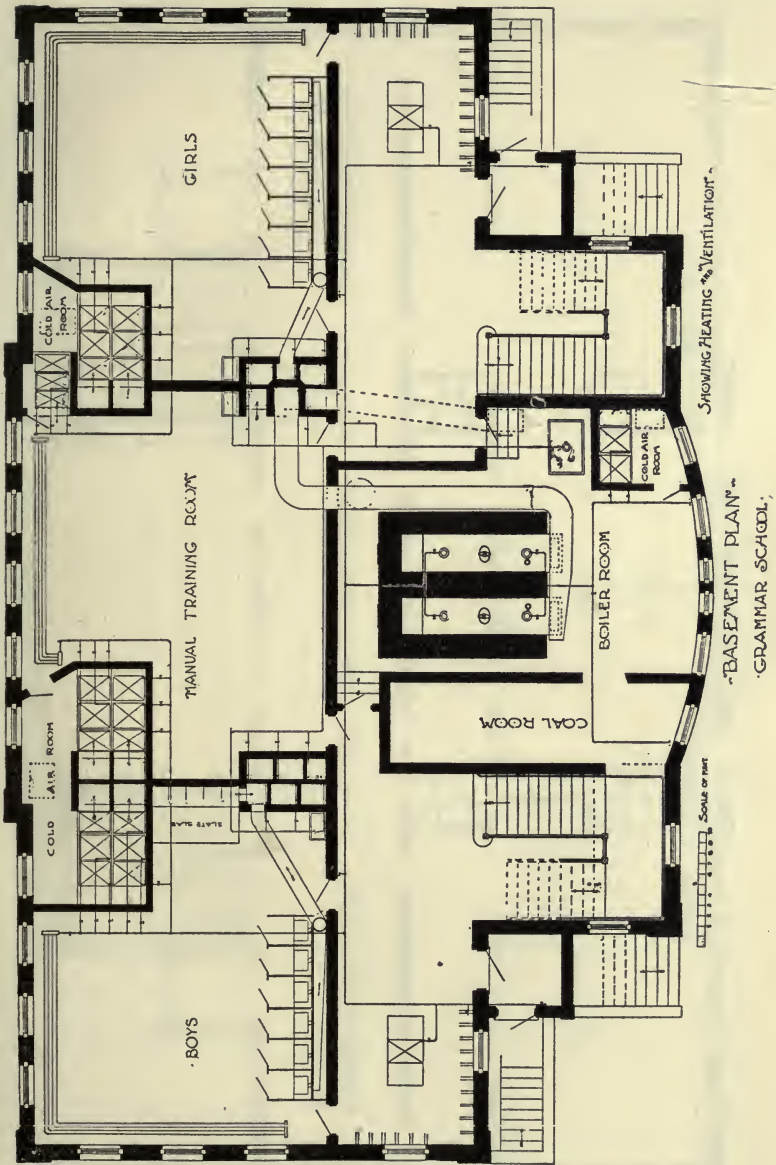 GIRLS
COLD AIR
ROOM
MANUAL TRAINING ROOM
COLD AIR ROOM
SLATE SLAB
BOYS
BOILER ROOM
COLD AIR
ROOM
COAL ROOM
-BASEMENT PLAN-
·GRAMMAR SCHOOL·
SHOWING HEATING AND VENTILATION-
SCALE OF FEET